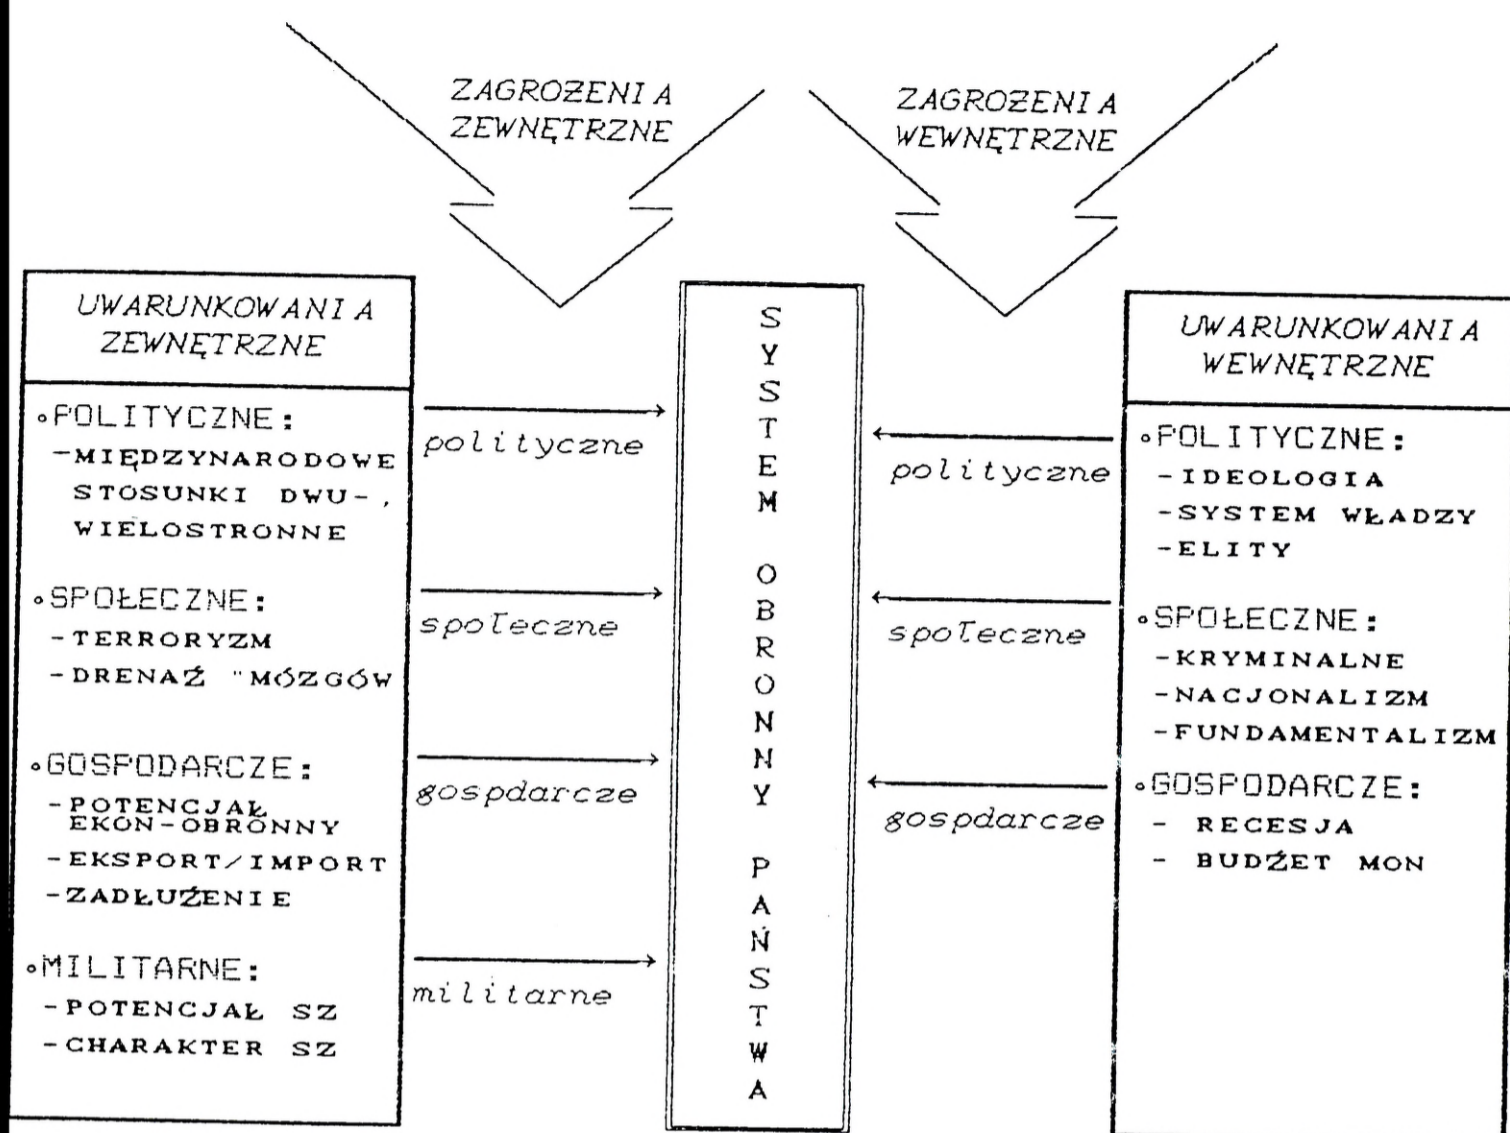 ZAGROŻENIA
ZEWNĘTRZNE
ZAGROŻENIA
WEWNĘTRZNE
UWARUNKOWANIA
ZEWNĘTRZNE
∘POLITYCZNE:
-MIĘDZYNARODOWE
STOSUNKI DWU-,
WIELOSTRONNE
∘SPOŁECZNE:
-TERRORYZM
-DRENAŻ "MÓZGÓW
∘GOSPODARCZE:
-POTENCJAŁ
EKON-OBRONNY
-EKSPORT/IMPORT
-ZADŁUŻENIE
∘MILITARNE:
-POTENCJAŁ SZ
-CHARAKTER SZ
polityczne
społeczne
gospdarcze
militarne
SYSTEM OBRONNY PAŃSTWA
polityczne
społeczne
gospdarcze
UWARUNKOWANIA
WEWNĘTRZNE
∘POLITYCZNE:
-IDEOLOGIA
-SYSTEM WŁADZY
-ELITY
∘SPOŁECZNE:
-KRYMINALNE
-NACJONALIZM
-FUNDAMENTALIZM
∘GOSPODARCZE:
- RECESJA
- BUDŻET MON